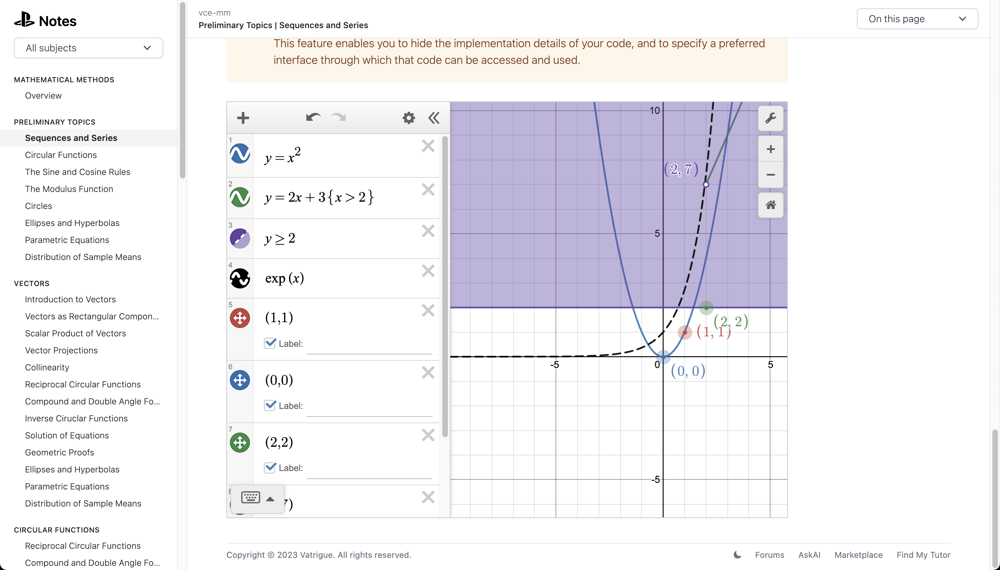 Notes
All subjects
MATHEMATICAL METHODS
Overview
PRELIMINARY TOPICS
Sequences and Series
Circular Functions
The Sine and Cosine Rules
The Modulus Function
Circles
Ellipses and Hyperbolas
Parametric Equations
Distribution of Sample Means
VECTORS
Introduction to Vectors
Vectors as Rectangular Compon...
Scalar Product of Vectors
Vector Projections
Collinearity
Reciprocal Circular Functions
Compound and Double Angle Fo...
Inverse Ciruclar Functions
Solution of Equations
Geometric Proofs
Ellipses and Hyperbolas
Parametric Equations
Distribution of Sample Means
CIRCULAR FUNCTIONS
Reciprocal Circular Functions
Compound and Double Angle Fo...
vce-mm
Preliminary Topics | Sequences and Series
On this page
This feature enables you to hide the implementation details of your code, and to specify a preferred
interface through which that code can be accessed and used.
1
y = x²
2
y = 2x + 3{x > 2}
3
y ≥ 2
4
exp(x)
5
(1,1)
Label:
6
(0,0)
Label:
7
(2,2)
Label:
8
7)
10
(2, 7)
5
(2, 2)
(1, 1)
-5
0
5
(0, 0)
-5
Copyright © 2023 Vatrigue. All rights reserved.
Forums
AskAI
Marketplace
Find My Tutor